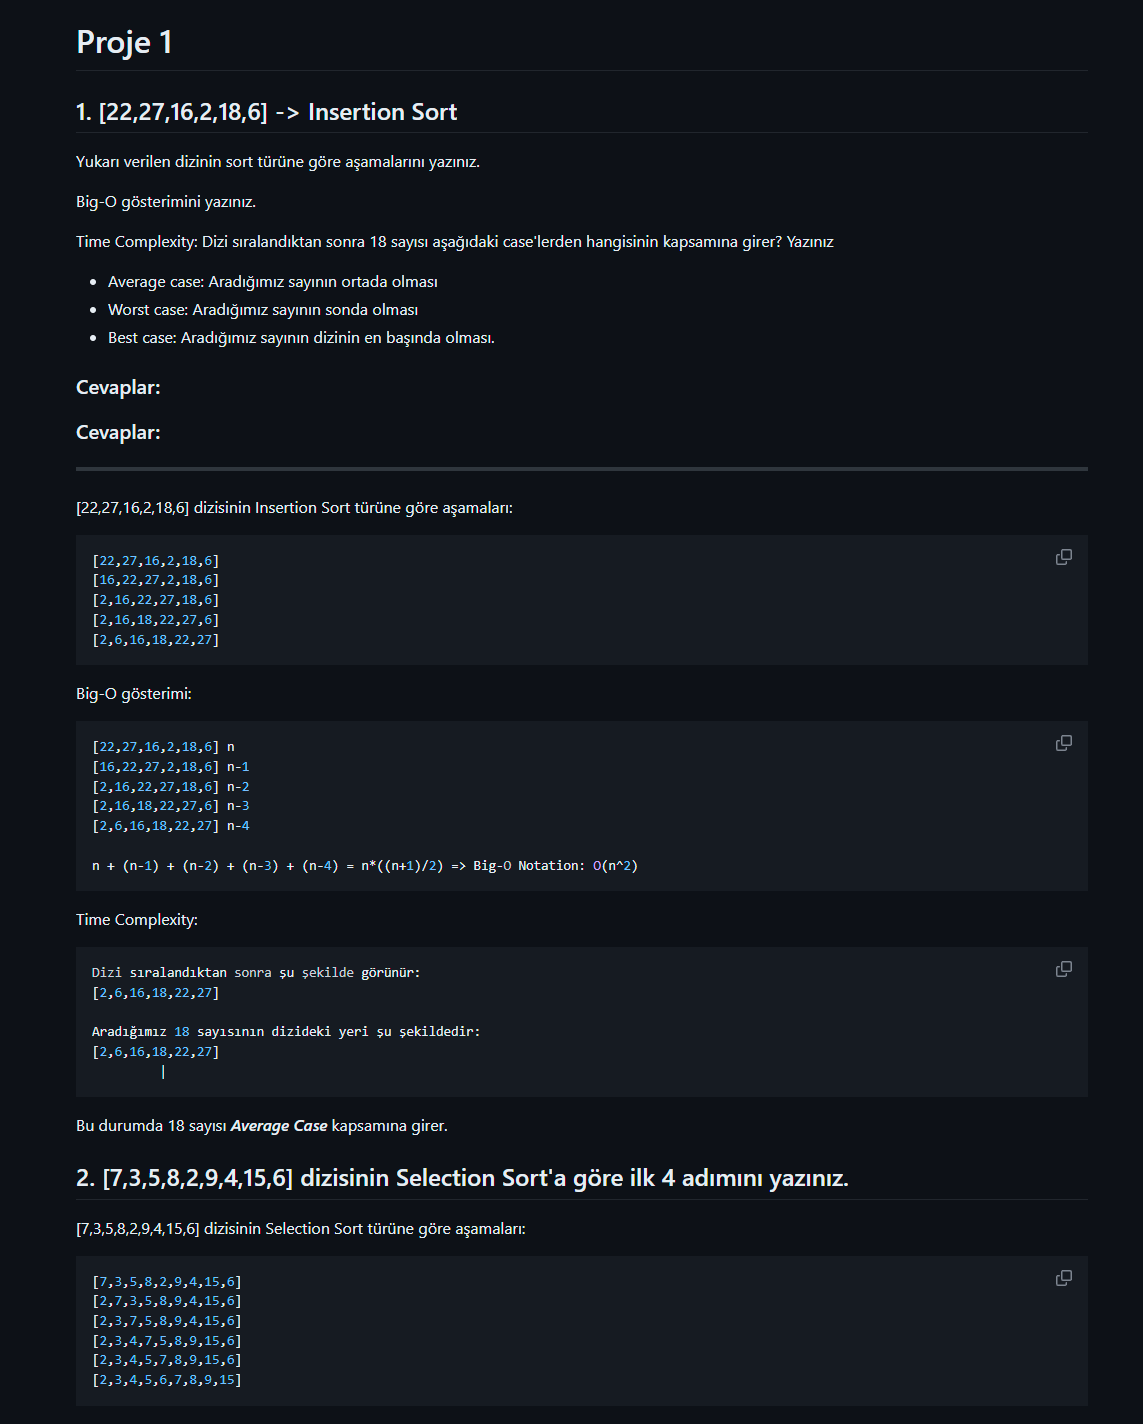 Proje 1
1. [22,27,16,2,18,6] -> Insertion Sort
Yukarı verilen dizinin sort türüne göre aşamalarını yazınız.
Big-O gösterimini yazınız.
Time Complexity: Dizi sıralandıktan sonra 18 sayısı aşağıdaki case'lerden hangisinin kapsamına girer? Yazınız
• Average case: Aradığımız sayının ortada olması
• Worst case: Aradığımız sayının sonda olması
• Best case: Aradığımız sayının dizinin en başında olması.
Cevaplar:
Cevaplar:
[22,27,16,2,18,6] dizisinin Insertion Sort türüne göre aşamaları:
[22,27,16,2,18,6]
[16,22,27,2,18,6]
[2,16,22,27,18,6]
[2,16,18,22,27,6]
[2,6,16,18,22,27]
Big-O gösterimi:
[22,27,16,2,18,6] n
[16,22,27,2,18,6] n-1
[2,16,22,27,18,6] n-2
[2,16,18,22,27,6] n-3
[2,6,16,18,22,27] n-4
n + (n-1) + (n-2) + (n-3) + (n-4) = n*((n+1)/2) => Big-O Notation: O(n^2)
Time Complexity:
Dizi sıralandıktan sonra şu şekilde görünür:
[2,6,16,18,22,27]
Aradığımız 18 sayısının dizideki yeri şu şekildedir:
[2,6,16,18,22,27]
|
Bu durumda 18 sayısı Average Case kapsamına girer.
2. [7,3,5,8,2,9,4,15,6] dizisinin Selection Sort'a göre ilk 4 adımını yazınız.
[7,3,5,8,2,9,4,15,6] dizisinin Selection Sort türüne göre aşamaları:
[7,3,5,8,2,9,4,15,6]
[2,7,3,5,8,9,4,15,6]
[2,3,7,5,8,9,4,15,6]
[2,3,4,7,5,8,9,15,6]
[2,3,4,5,7,8,9,15,6]
[2,3,4,5,6,7,8,9,15]